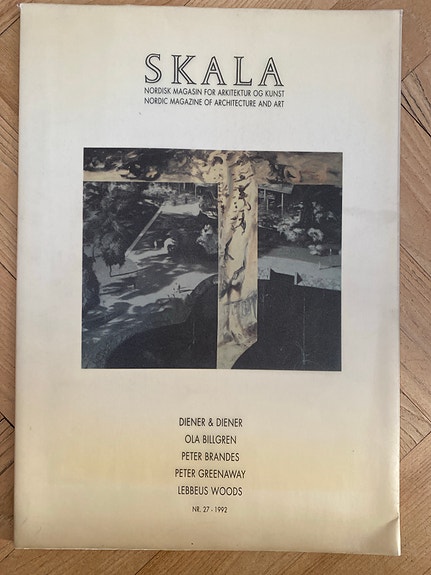 SKALA
NORDISK MAGASIN FOR ARKITEKTUR OG KUNST
NORDIC MAGAZINE OF ARCHITECTURE AND ART
DIENER & DIENER
OLA BILLGREN
PETER BRANDES
PETER GREENAWAY
LEBBEUS WOODS
NR. 27 - 1992